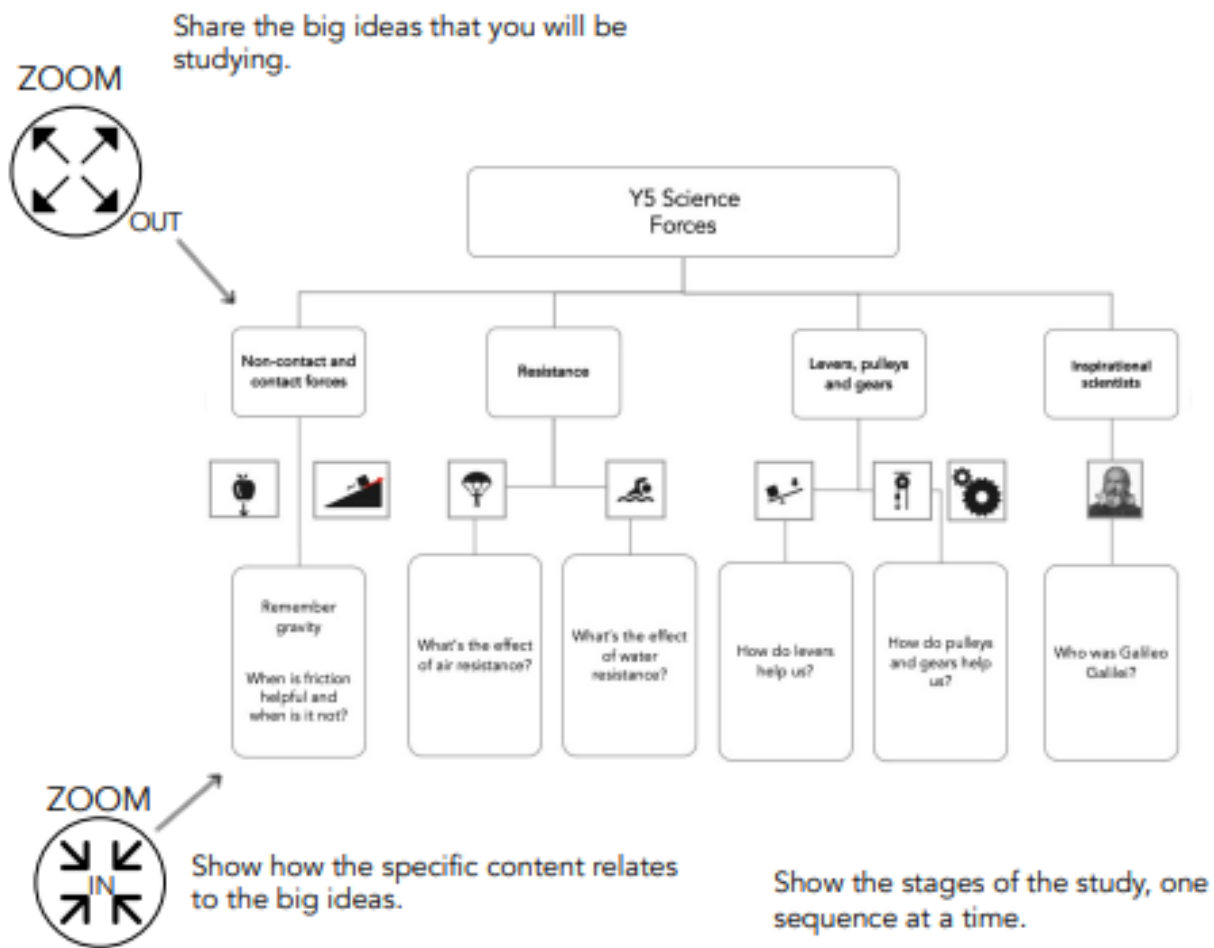 Share the big ideas that you will be
studying.
ZOOM
OUT
Y5 Science
Forces
Non-contact and
contact forces
Resistance
Levers, pulleys
and gears
Inspirational
scientists
Remember
gravity
When is friction
helpful and
when is it not?
What's the effect
of air resistance?
What's the effect
of water
resistance?
How do levers
help us?
How do pulleys
and gears help
us?
Who was Galileo
Galilei?
ZOOM
IN
Show how the specific content relates
to the big ideas.
Show the stages of the study, one
sequence at a time.